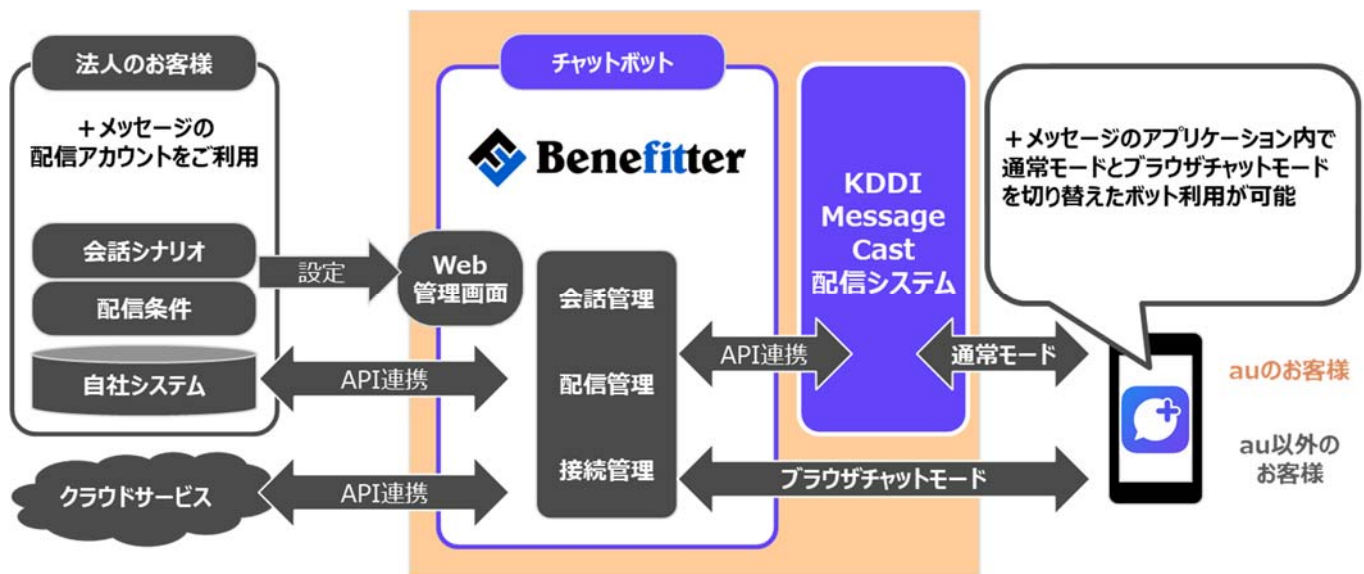 法人のお客様
+メッセージの
配信アカウントをご利用
会話シナリオ
配信条件
自社システム
クラウドサービス
設定
API連携
API連携
チャットボット
Benefitter
Web
管理画面
会話管理
配信管理
接続管理
API連携
KDDI
Message
Cast
配信システム
通常モード
ブラウザチャットモード
+メッセージのアプリケーション内で
通常モードとブラウザチャットモード
を切り替えたボット利用が可能
auのお客様
au以外の
お客様